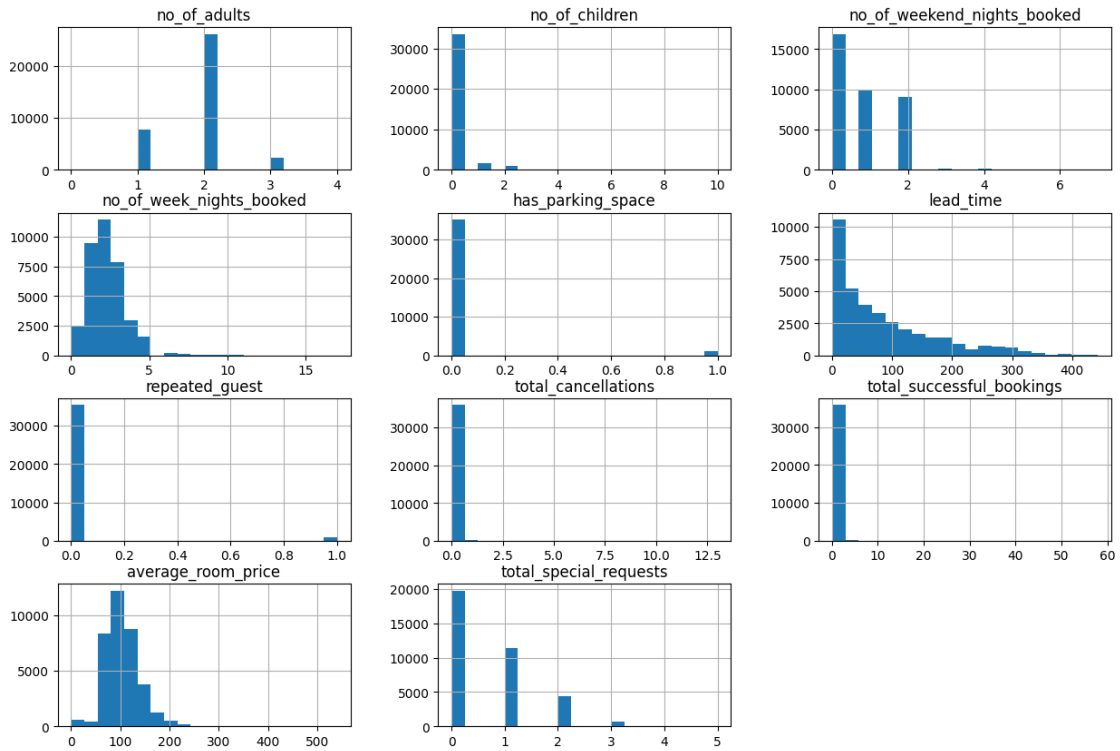 no_of_adults
20000
10000
0
0 1 2 3 4
no_of_children
30000
20000
10000
0
0 2 4 6 8 10
no_of_weekend_nights_booked
15000
10000
5000
0
0 2 4 6
no_of_week_nights_booked
10000
7500
5000
2500
0
0 5 10 15
has_parking_space
30000
20000
10000
0
0.0 0.2 0.4 0.6 0.8 1.0
lead_time
10000
7500
5000
2500
0
0 100 200 300 400
repeated_guest
30000
20000
10000
0
0.0 0.2 0.4 0.6 0.8 1.0
total_cancellations
30000
20000
10000
0
0.0 2.5 5.0 7.5 10.0 12.5
total_successful_bookings
30000
20000
10000
0
0 10 20 30 40 50 60
average_room_price
10000
5000
0
0 100 200 300 400 500
total_special_requests
20000
15000
10000
5000
0
0 1 2 3 4 5